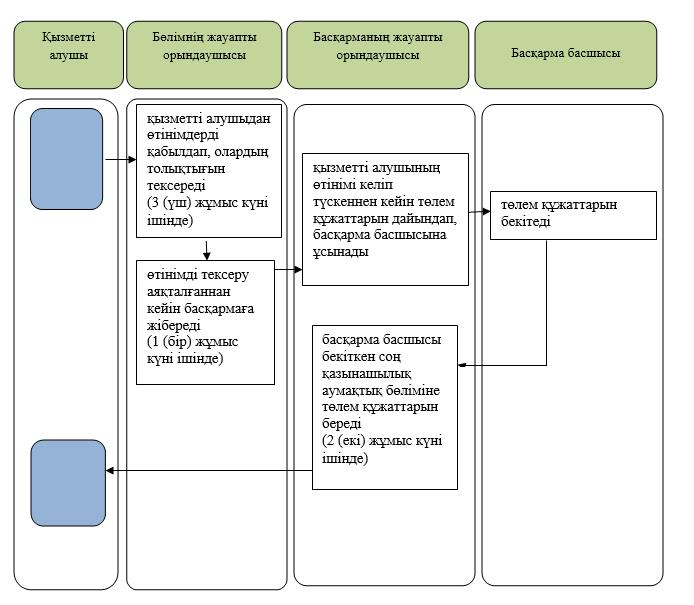 Қызметті
алушы
Бөлімнің жауапты
орындаушысы
Басқарманың жауапты
орындаушысы
Басқарма басшысы
қызметті алушыдан
өтінімдерді
қабылдап, олардың
толықтығын
тексереді
(3 (үш) жұмыс күні
ішінде)
өтінімді тексеру
аяқталғаннан
кейін басқармаға
жібереді
(1 (бір) жұмыс
күні ішінде)
қызметті алушының
өтінімі келіп
түскеннен кейін төлем
құжаттарын дайындап,
басқарма басшысына
ұсынады
төлем құжаттарын
бекітеді
басқарма басшысы
бекіткен соң
қазынашылық
аумақтық бөліміне
төлем құжаттарын
береді
(2 (екі) жұмыс күні
ішінде)